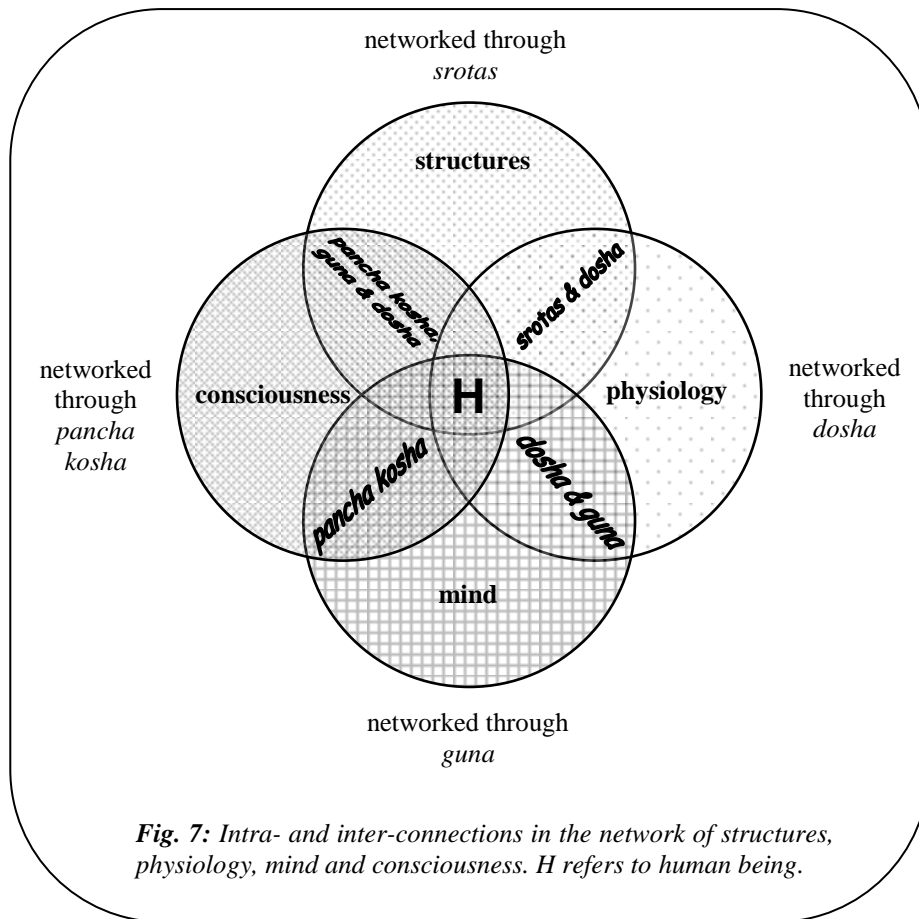 networked through
srotas
structures
pancha kosha,
guna & dosha
srotas & dosha
networked
through
pancha
kosha
consciousness
H
physiology
networked
through
dosha
pancha kosha
dosha & guna
mind
networked through
guna
Fig. 7: Intra- and inter-connections in the network of structures,
physiology, mind and consciousness. H refers to human being.